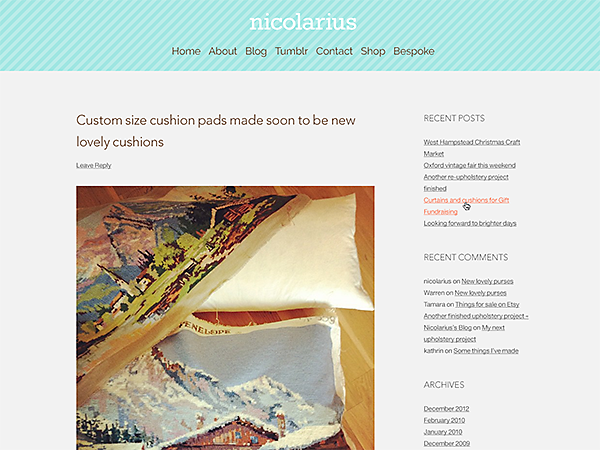 nicolarius
Home About Blog Tumblr Contact Shop Bespoke
Custom size cushion pads made soon to be new
lovely cushions
Leave Reply
PENELOPE
RECENT POSTS
West Hampstead Christmas Craft
Market
Oxford vintage fair this weekend
Another re-upholstery project
finished
Curtains and cushions for Gift
Fundraising
Looking forward to brighter days
RECENT COMMENTS
nicolarius on New lovely purses
Warren on New lovely purses
Tamara on Things for sale on Etsy
Another finished upholstery project «
Nicolarius's Blog on My next
upholstery project
kathrin on Some things I've made
ARCHIVES
December 2012
February 2010
January 2010
December 2009